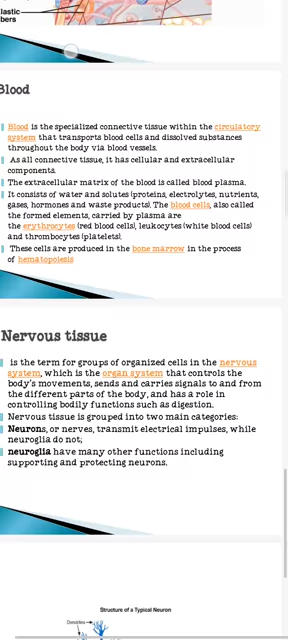 lastic
bers
Blood
Blood is the specialized connective tissue within the circulatory
system that transports blood cells and dissolved substances
throughout the body via blood vessels.
As all connective tissue, it has cellular and extracellular
components.
The extracellular matrix of the blood is called blood plasma.
It consists of water and solutes (proteins, electrolytes, nutrients,
gases, hormones and waste products). The blood cells, also called
the formed elements, carried by plasma are
the erythrocytes (red blood cells), leukocytes (white blood cells)
and thrombocytes (platelets).
These cells are produced in the bone marrow in the process
of hematopoiesis
Nervous tissue
is the term for groups of organized cells in the nervous
system, which is the organ system that controls the
body's movements, sends and carries signals to and from
the different parts of the body, and has a role in
controlling bodily functions such as digestion.
Nervous tissue is grouped into two main categories:
Neurons, or nerves, transmit electrical impulses, while
neuroglia do not;
neuroglia have many other functions including
supporting and protecting neurons.
Structure of a Typical Neuron
Dendrites